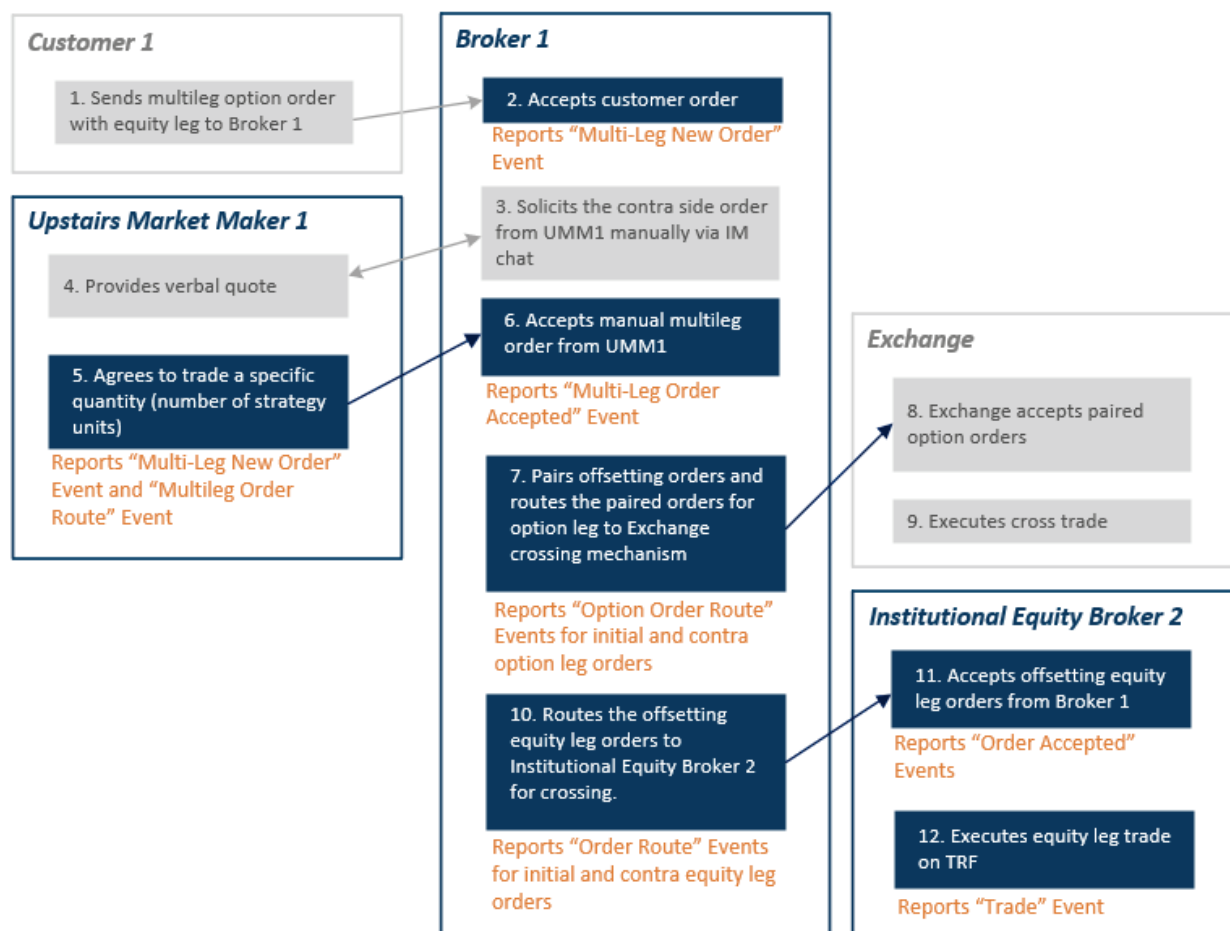 Customer 1
1. Sends multileg option order
with equity leg to Broker 1
Upstairs Market Maker 1
4. Provides verbal quote
5. Agrees to trade a specific
quantity (number of strategy
units)
Reports “Multi-Leg New Order”
Event and “Multileg Order
Route” Event
Broker 1
2. Accepts customer order
Reports “Multi-Leg New Order”
Event
3. Solicits the contra side order
from UMM1 manually via IM
chat
6. Accepts manual multileg
order from UMM1
Reports “Multi-Leg Order
Accepted” Event
7. Pairs offsetting orders and
routes the paired orders for
option leg to Exchange
crossing mechanism
Reports “Option Order Route”
Events for initial and contra
option leg orders
10. Routes the offsetting
equity leg orders to
Institutional Equity Broker 2
for crossing.
Reports “Order Route” Events
for initial and contra equity leg
orders
Exchange
8. Exchange accepts paired
option orders
9. Executes cross trade
Institutional Equity Broker 2
11. Accepts offsetting equity
leg orders from Broker 1
Reports “Order Accepted”
Events
12. Executes equity leg trade
on TRF
Reports “Trade” Event